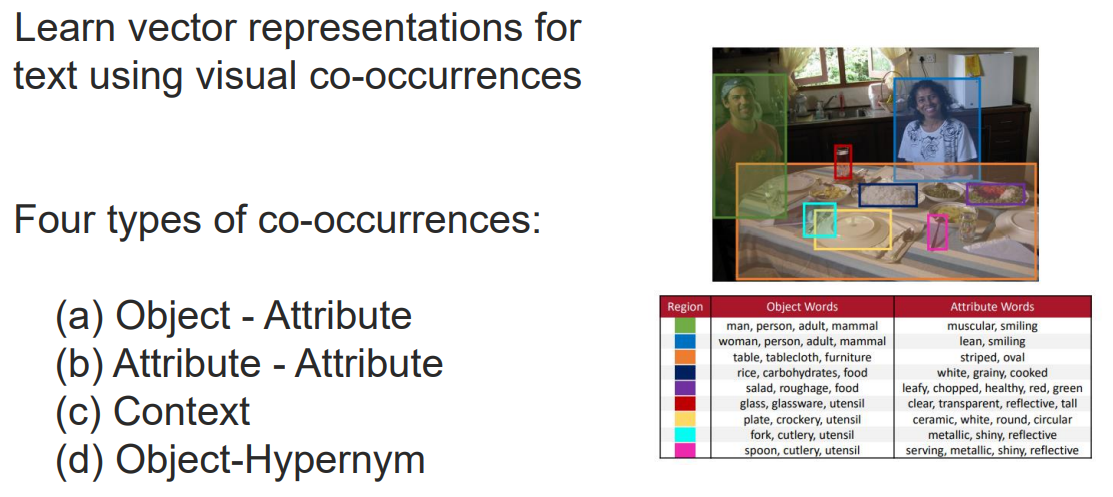 Learn vector representations for
text using visual co-occurrences
Four types of co-occurrences:
(a) Object - Attribute
(b) Attribute - Attribute
(c) Context
(d) Object-Hypernym
Region Object Words Attribute Words
man, person, adult, mammal muscular, smiling
woman, person, adult, mammal lean, smiling
table, tablecloth, furniture striped, oval
rice, carbohydrates, food white, grainy, cooked
salad, roughage, food leafy, chopped, healthy, red, green
glass, glassware, utensil clear, transparent, reflective, tall
plate, crockery, utensil ceramic, white, round, circular
fork, cutlery, utensil metallic, shiny, reflective
spoon, cutlery, utensil serving, metallic, shiny, reflective